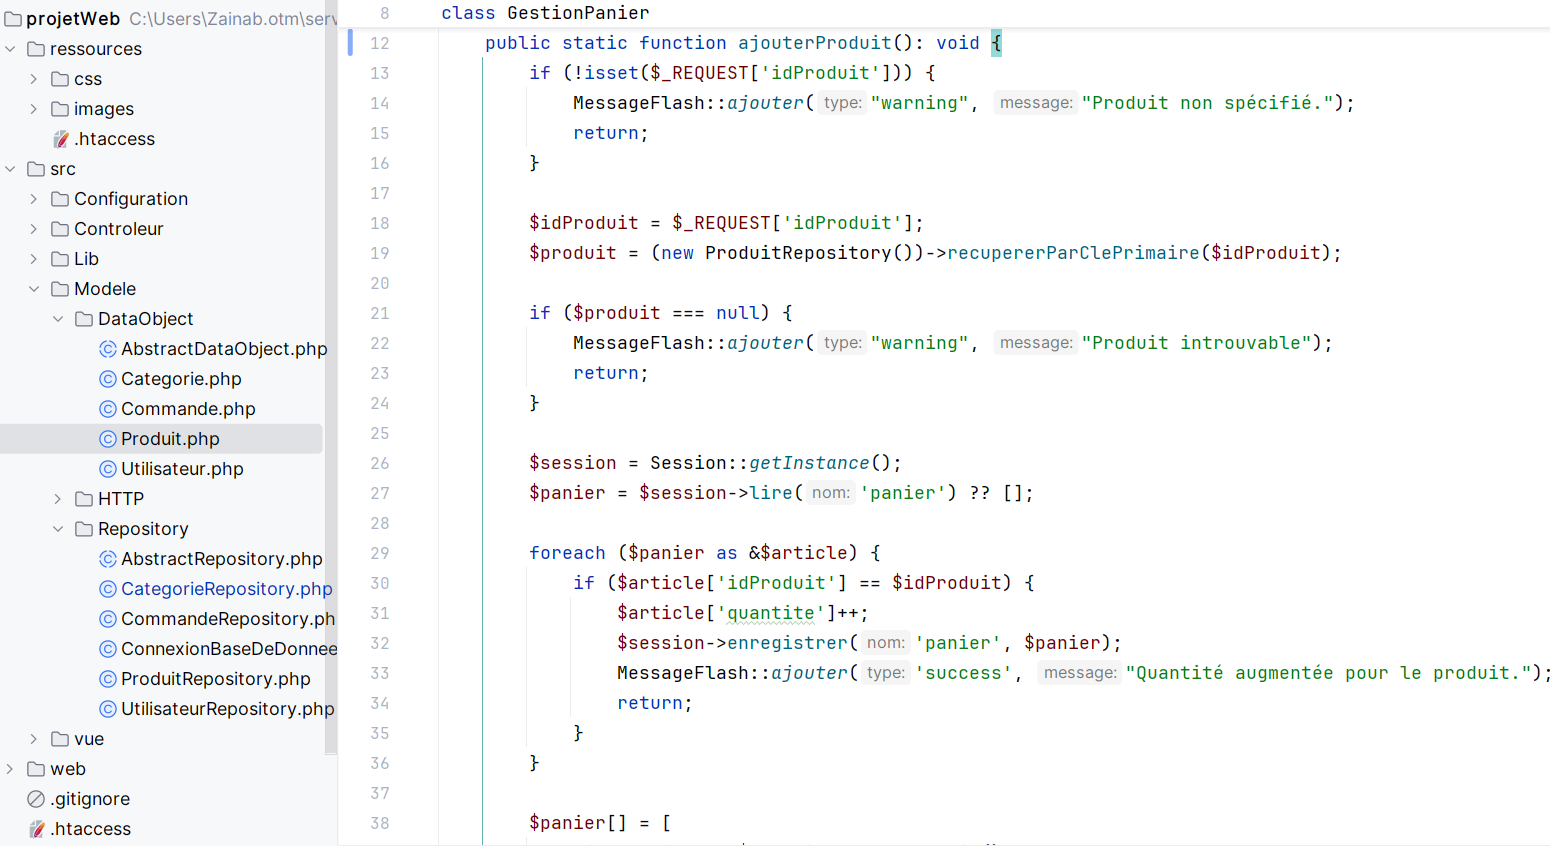 projetWeb C:\Users\Zainab.otm\serv
ressources
css
images
.htaccess
src
Configuration
Controleur
Lib
Modele
DataObject
AbstractDataObject.php
Categorie.php
Commande.php
Produit.php
Utilisateur.php
HTTP
Repository
AbstractRepository.php
CategorieRepository.php
CommandeRepository.ph
ConnexionBaseDeDonnee
ProduitRepository.php
UtilisateurRepository.php
vue
web
.gitignore
.htaccess
8 class GestionPanier
12 public static function ajouterProduit(): void {
13 if (!isset($_REQUEST['idProduit'])) {
14 MessageFlash::ajouter( type: "warning", message: "Produit non spécifié.");
15 return;
16 }
17
18 $idProduit = $_REQUEST['idProduit'];
19 $produit = (new ProduitRepository())->recupererParClePrimaire($idProduit);
20
21 if ($produit === null) {
22 MessageFlash::ajouter( type: "warning", message: "Produit introuvable");
23 return;
24 }
25
26 $session = Session::getInstance();
27 $panier = $session->lire( nom: 'panier') ?? [];
28
29 foreach ($panier as &$article) {
30 if ($article['idProduit'] == $idProduit) {
31 $article['quantite']++;
32 $session->enregistrer( nom: 'panier', $panier);
33 MessageFlash::ajouter( type: 'success', message: "Quantité augmentée pour le produit.");
34 return;
35 }
36 }
37
38 $panier[] = [